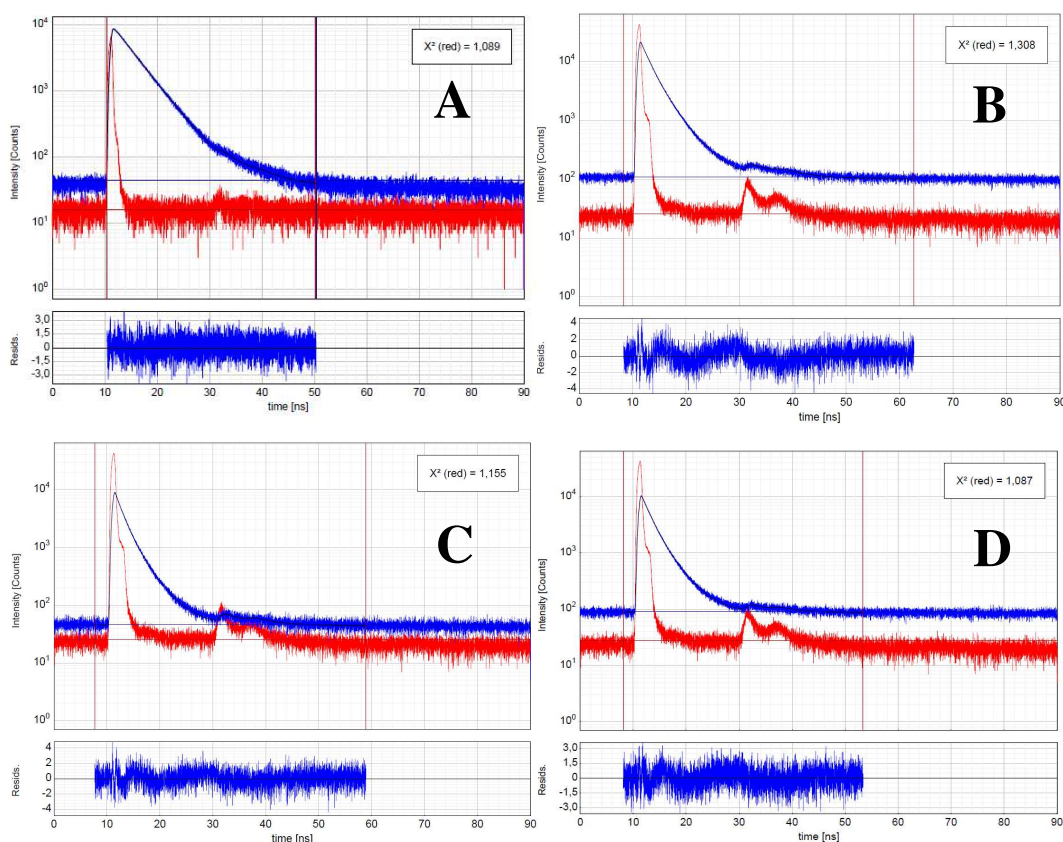 A
X² (red) = 1,089
Intensity [Counts]
10⁴
10³
10²
10¹
10⁰
Resids.
3,0
1,5
0
-1,5
-3,0
0 10 20 30 40 50 60 70 80 90
time [ns]
B
X² (red) = 1,308
Intensity [Counts]
10⁴
10³
10²
10¹
10⁰
Resids.
4
2
0
-2
-4
0 10 20 30 40 50 60 70 80 90
time [ns]
C
X² (red) = 1,155
Intensity [Counts]
10⁴
10³
10²
10¹
10⁰
Resids.
4
2
0
-2
-4
0 10 20 30 40 50 60 70 80 90
time [ns]
D
X² (red) = 1,087
Intensity [Counts]
10⁴
10³
10²
10¹
10⁰
Resids.
3,0
1,5
0
-1,5
-3,0
0 10 20 30 40 50 60 70 80 90
time [ns]